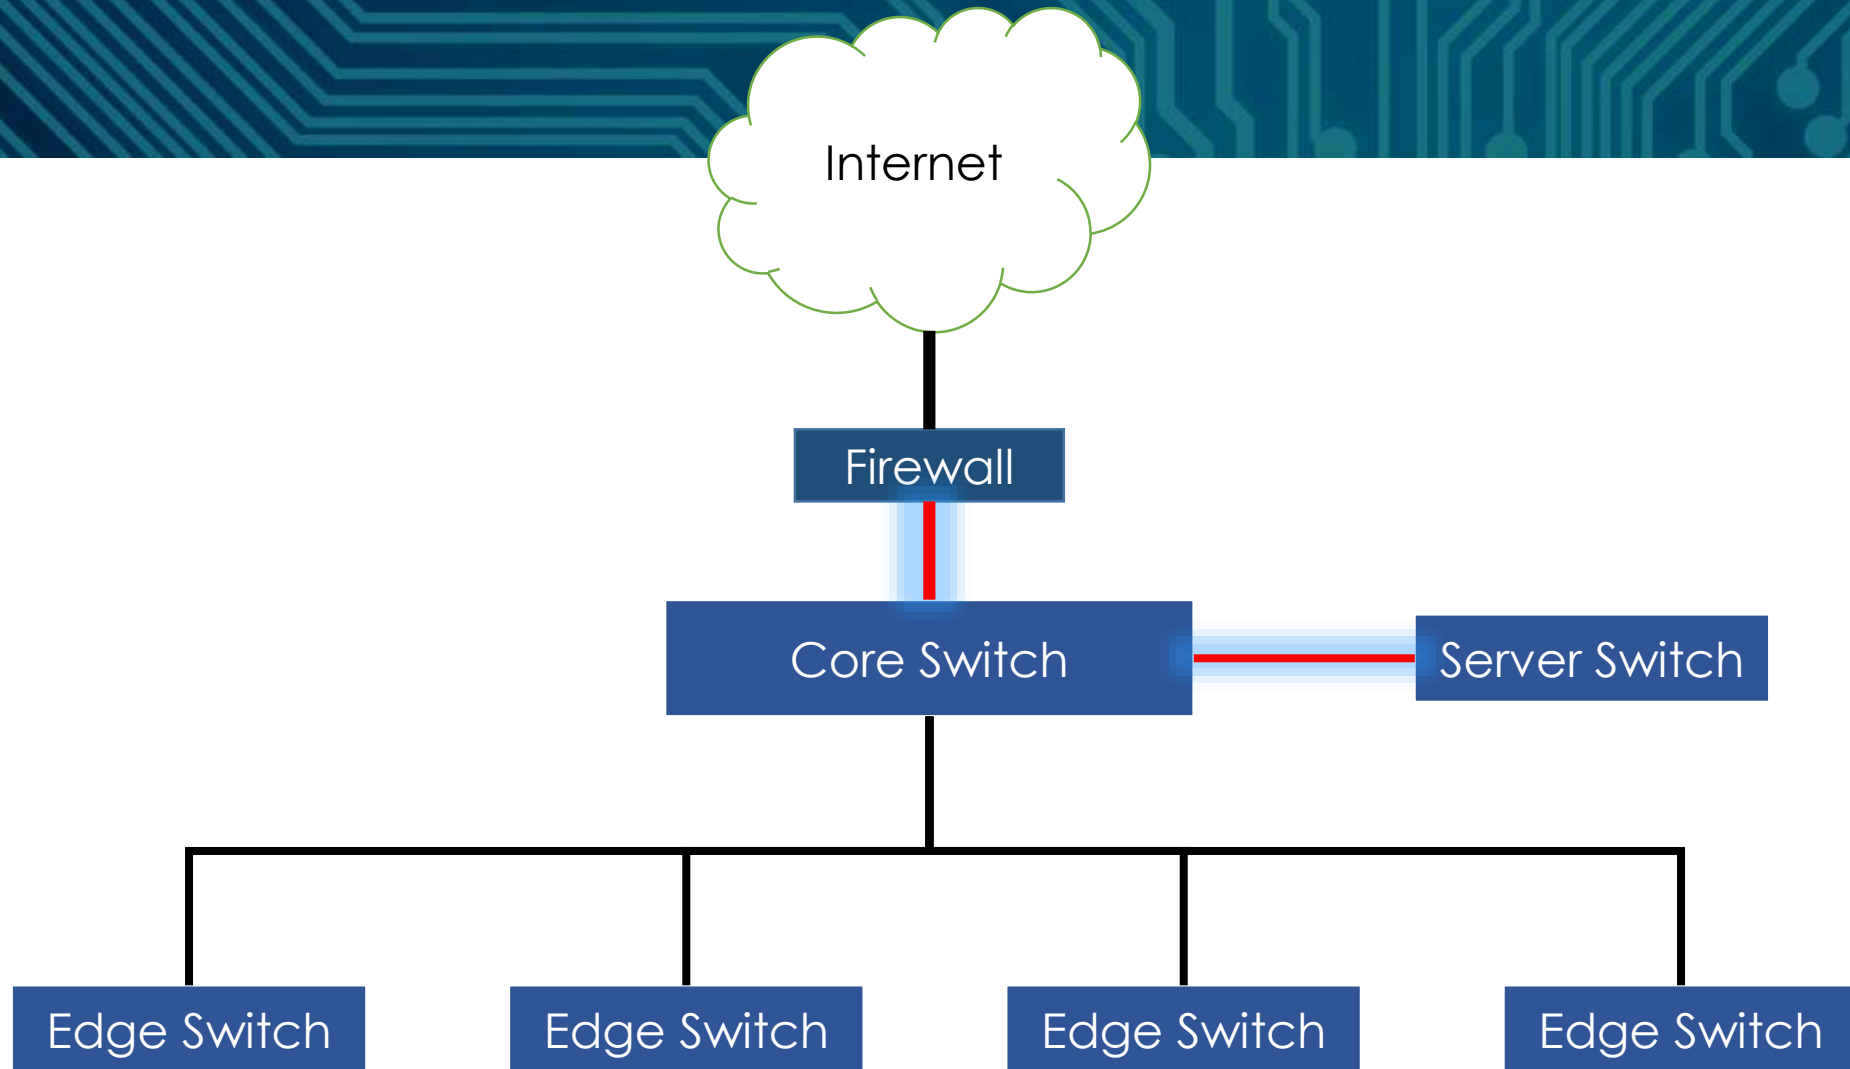 Internet
Firewall
Core Switch
Server Switch
Edge Switch
Edge Switch
Edge Switch
Edge Switch